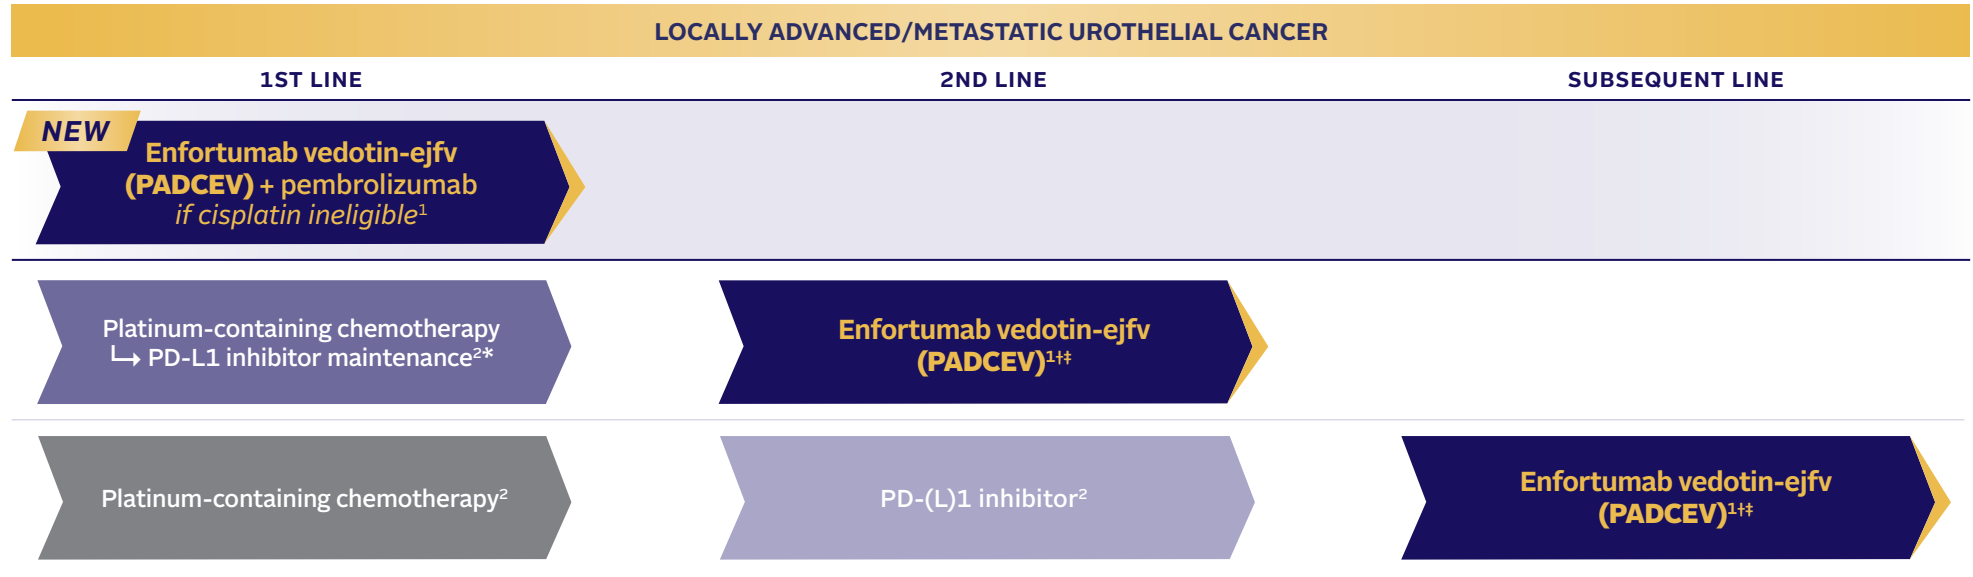 LOCALLY ADVANCED/METASTATIC UROTHELIAL CANCER
1ST LINE
2ND LINE
SUBSEQUENT LINE
NEW
Enfortumab vedotin-ejfv
(PADCEV) + pembrolizumab
if cisplatin ineligible¹
Platinum-containing chemotherapy
↳ PD-L1 inhibitor maintenance²*
Enfortumab vedotin-ejfv
(PADCEV)¹†‡
Platinum-containing chemotherapy²
PD-(L)1 inhibitor²
Enfortumab vedotin-ejfv
(PADCEV)¹†‡